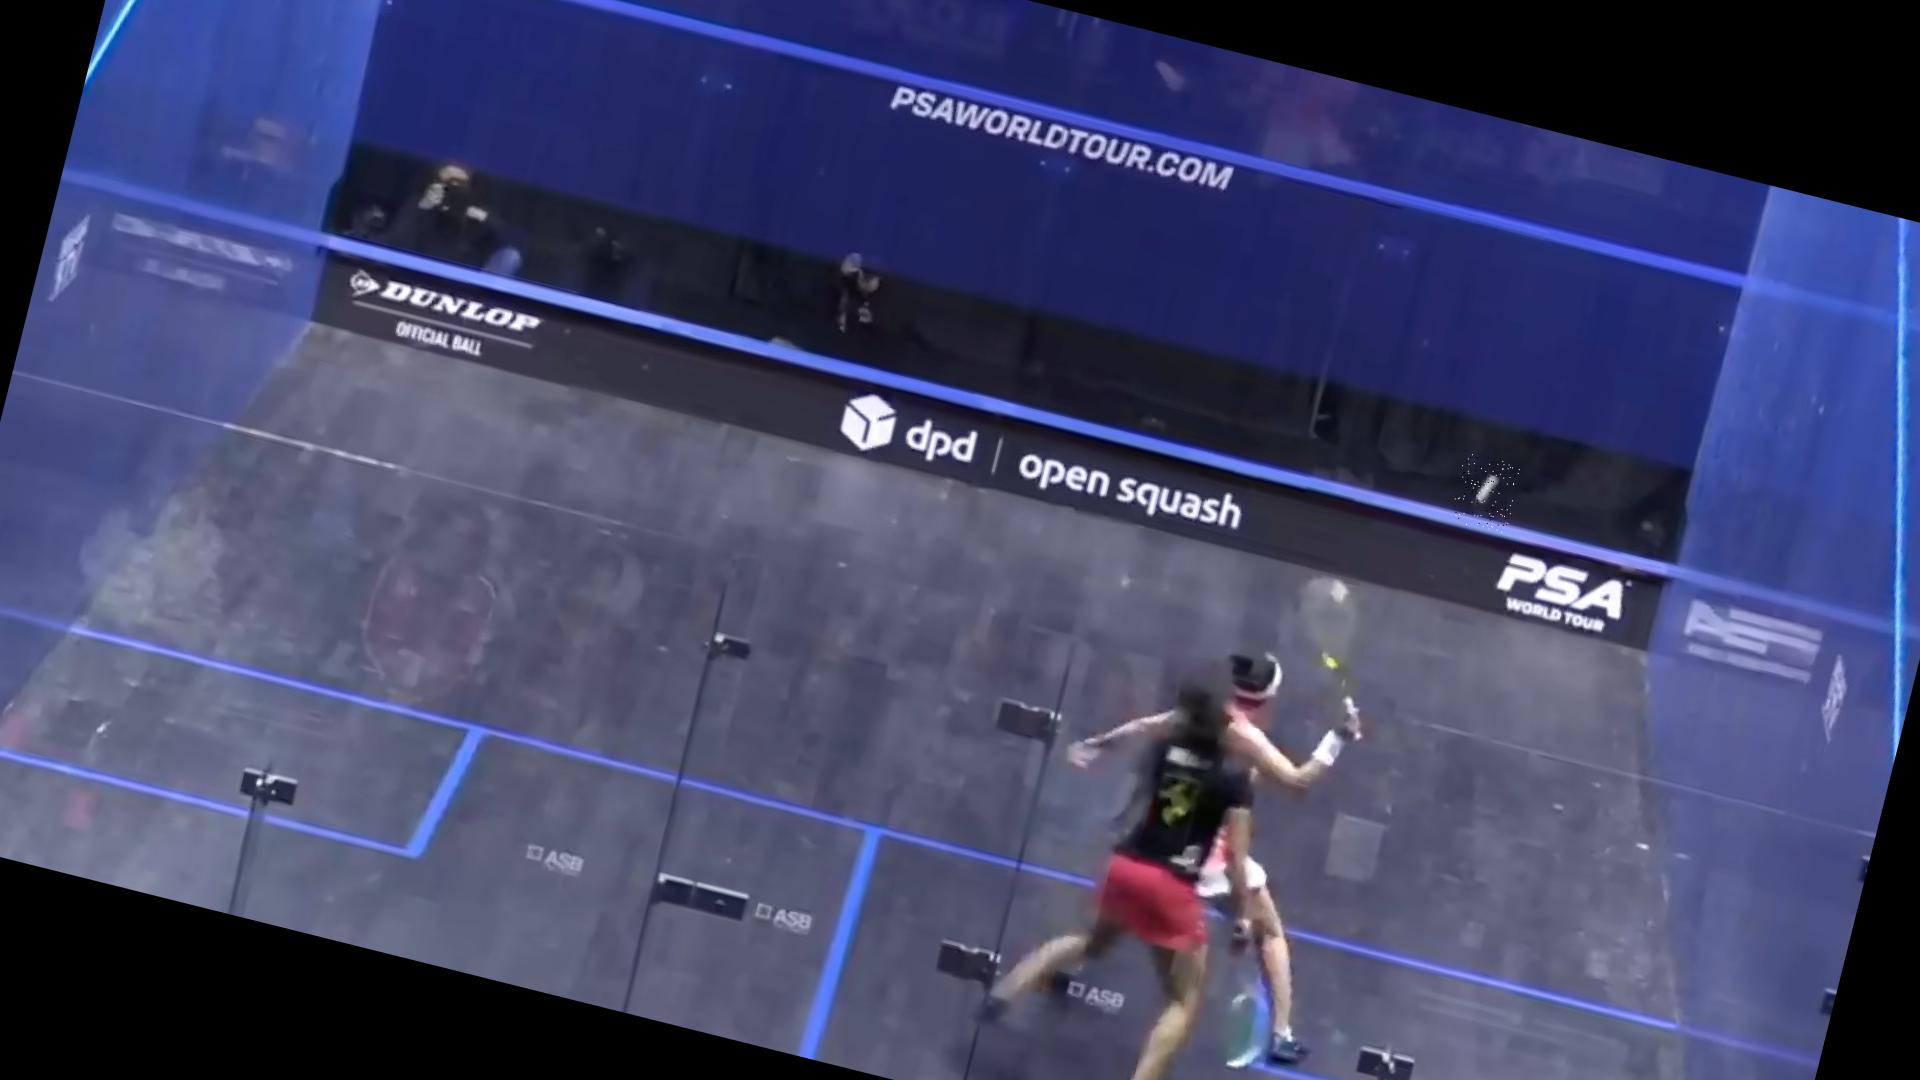 PSAWORLDTOUR.COM
DUNLOP
OFFICIAL BALL
dpd | open squash
PSA
WORLD TOUR
ASB
ASB
ASB